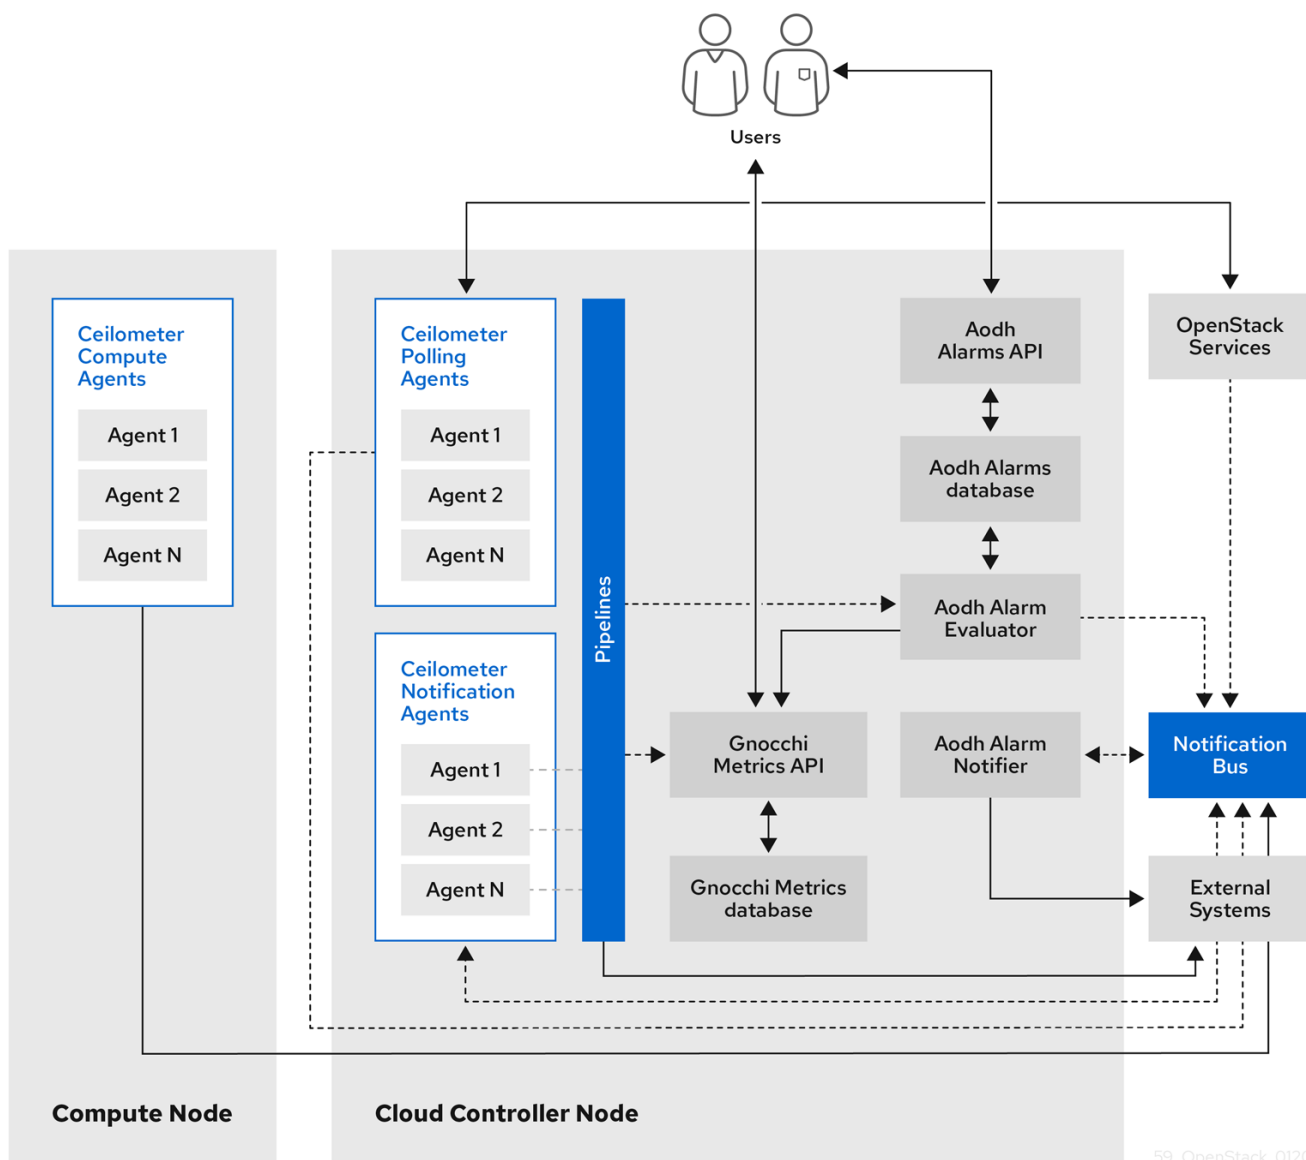 Users
Ceilometer
Compute
Agents
Agent 1
Agent 2
Agent N
Compute Node
Ceilometer
Polling
Agents
Agent 1
Agent 2
Agent N
Ceilometer
Notification
Agents
Agent 1
Agent 2
Agent N
Pipelines
Gnocchi
Metrics API
Gnocchi Metrics
database
Aodh
Alarms API
Aodh Alarms
database
Aodh Alarm
Evaluator
Aodh Alarm
Notifier
Cloud Controller Node
OpenStack
Services
Notification
Bus
External
Systems
59_OpenStack_0120